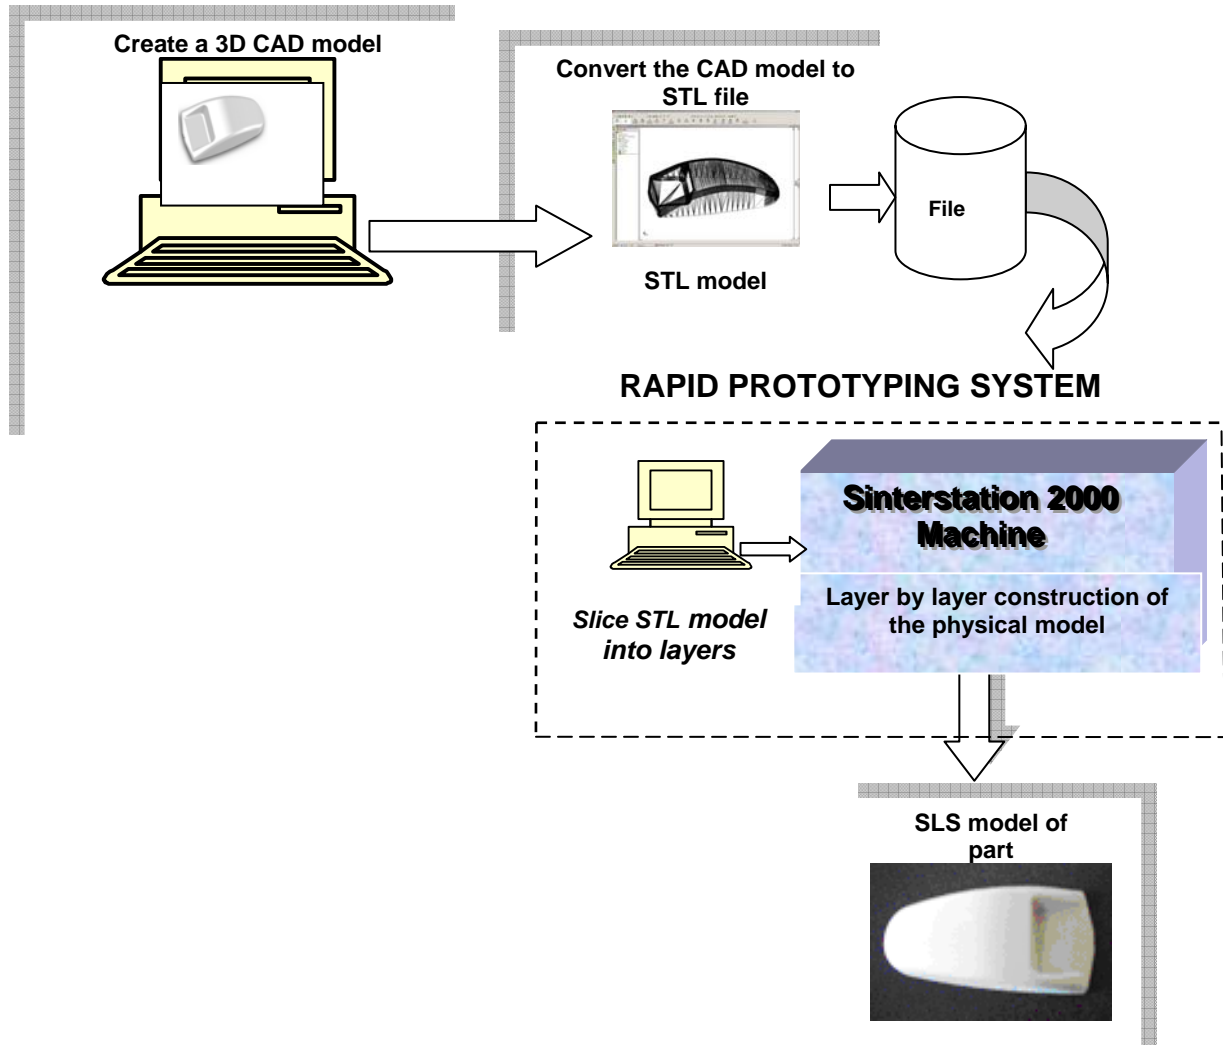 Create a 3D CAD model
Convert the CAD model to
STL file
File
STL model
RAPID PROTOTYPING SYSTEM
Sinterstation 2000
Machine
Layer by layer construction of
the physical model
Slice STL model
into layers
SLS model of
part